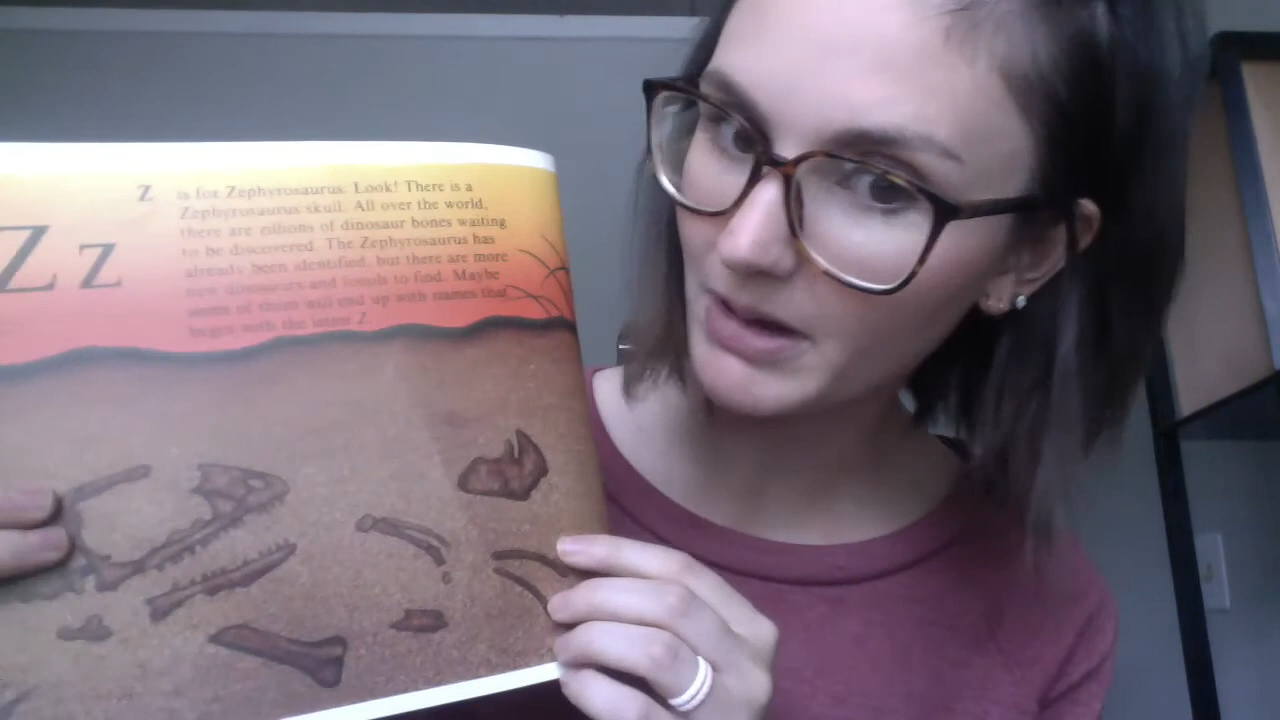 Zz
Z is for Zephyrosaurus. Look! There is a
Zephyrosaurus skull. All over the world,
there are millions of dinosaur bones waiting
to be discovered. The Zephyrosaurus has
already been identified, but there are more
new dinosaurs and fossils to find. Maybe
some of them will end up with names that
begin with the letter Z.